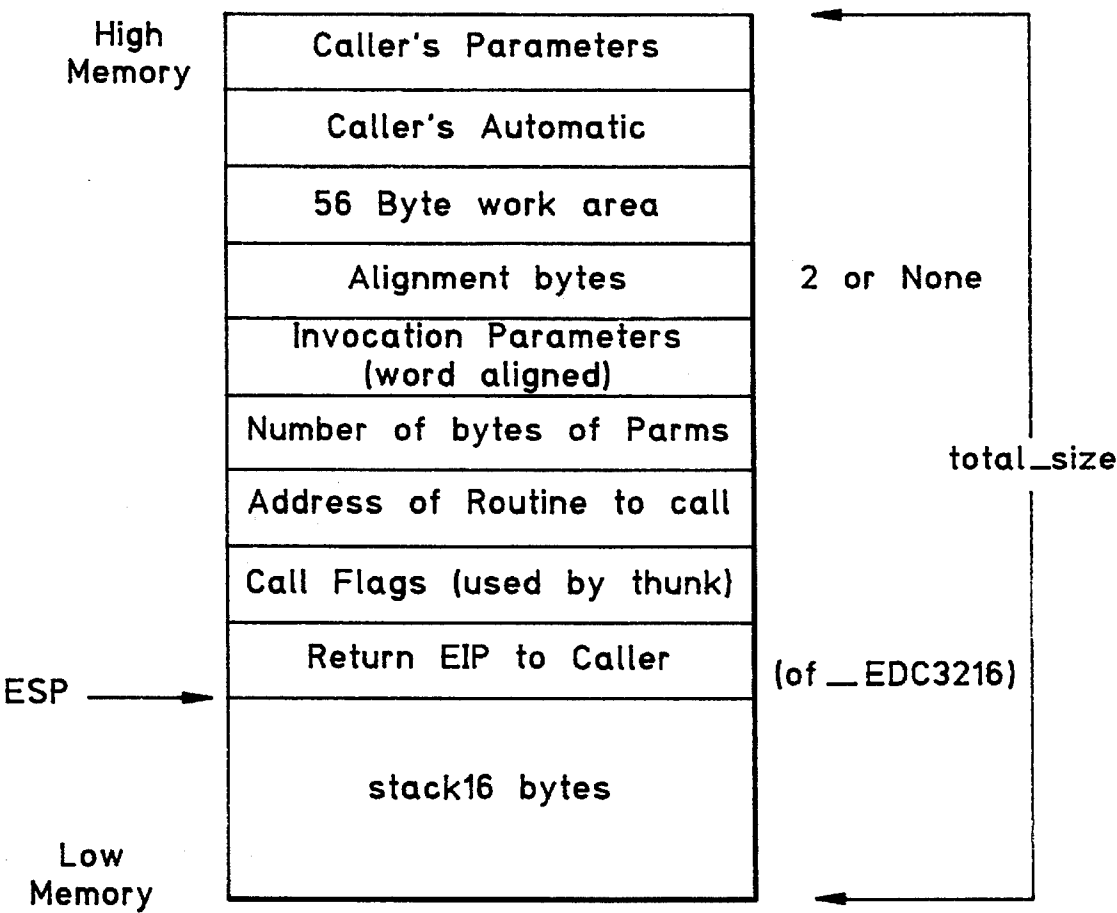 High
Memory
Caller's Parameters
Caller's Automatic
56 Byte work area
Alignment bytes
2 or None
Invocation Parameters
(word aligned)
Number of bytes of Parms
total_size
Address of Routine to call
Call Flags (used by thunk)
Return EIP to Caller
(of _EDC3216)
ESP
stack16 bytes
Low
Memory